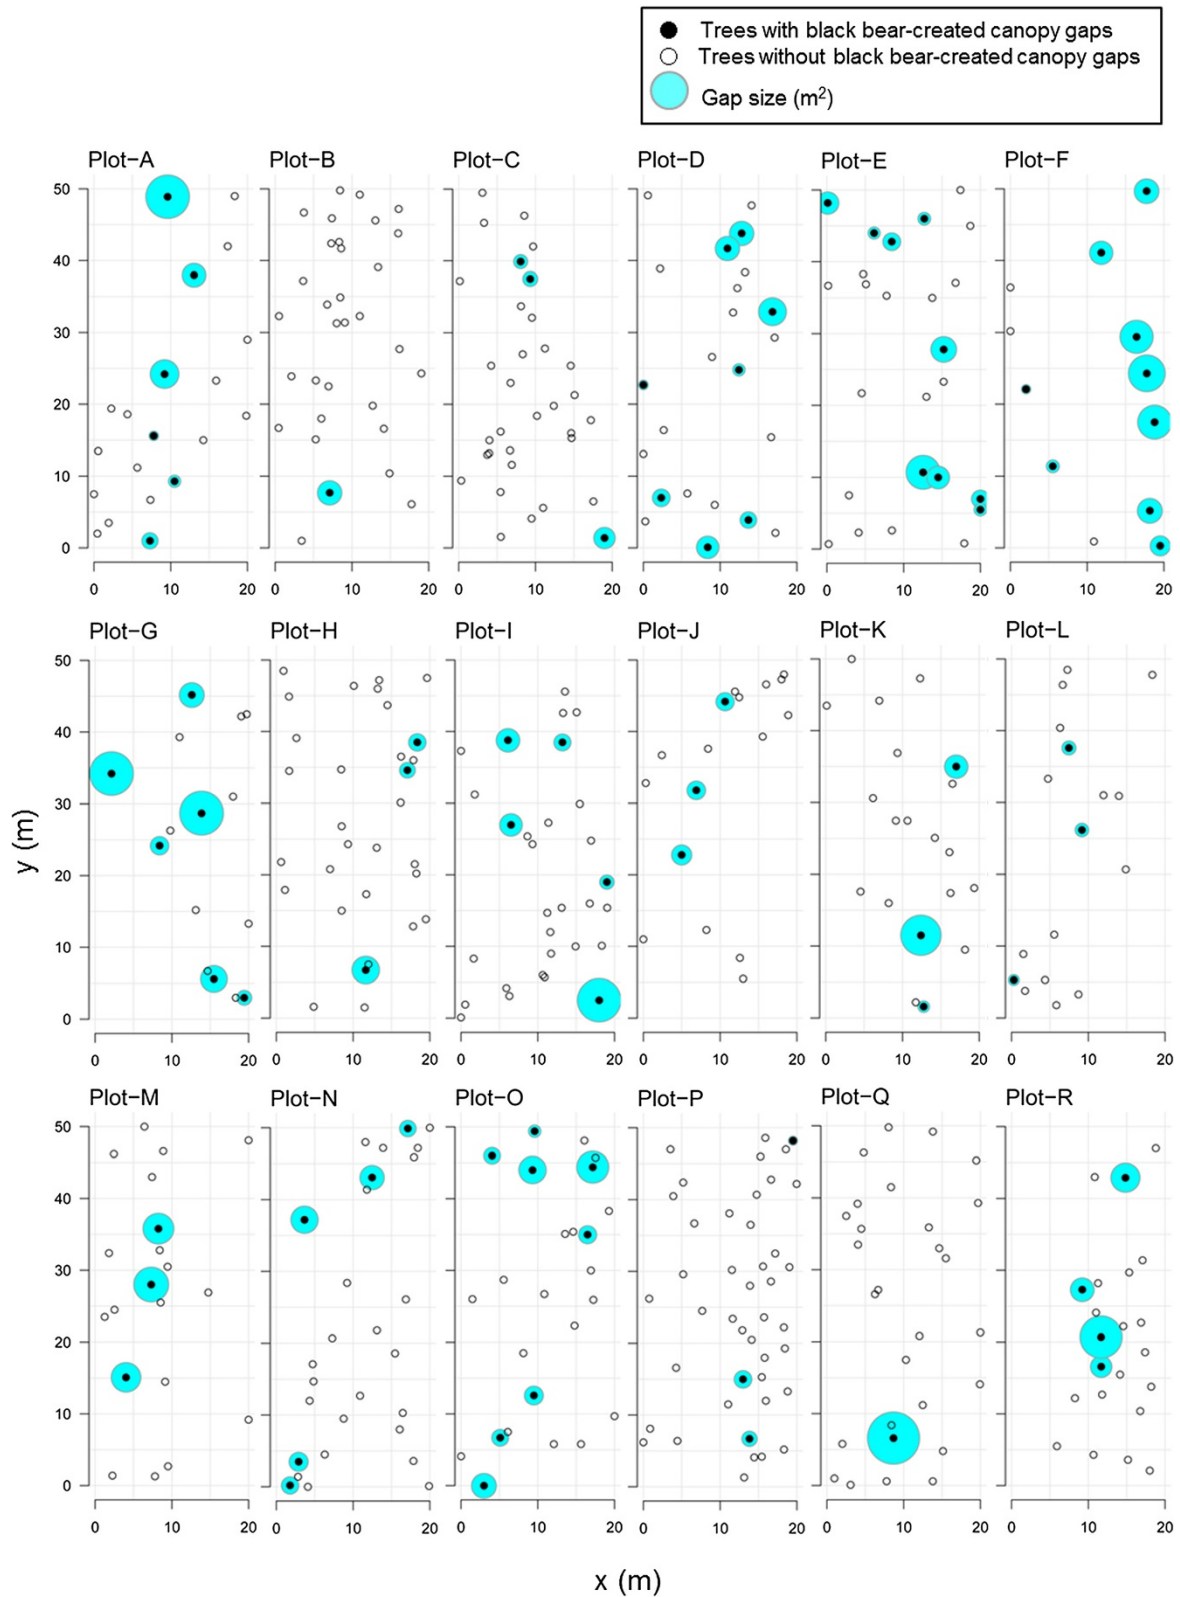 Trees with black bear-created canopy gaps
Trees without black bear-created canopy gaps
Gap size (m²)
Plot−A Plot−B Plot−C Plot−D Plot−E Plot−F
50
40
30
20
10
0
0 10 20 0 10 20 0 10 20 0 10 20 0 10 20 0 10 20
Plot−G Plot−H Plot−I Plot−J Plot−K Plot−L
50
40
30
20
10
0
0 10 20 0 10 20 0 10 20 0 10 20 0 10 20 0 10 20
y (m)
Plot−M Plot−N Plot−O Plot−P Plot−Q Plot−R
50
40
30
20
10
0
0 10 20 0 10 20 0 10 20 0 10 20 0 10 20 0 10 20
x (m)